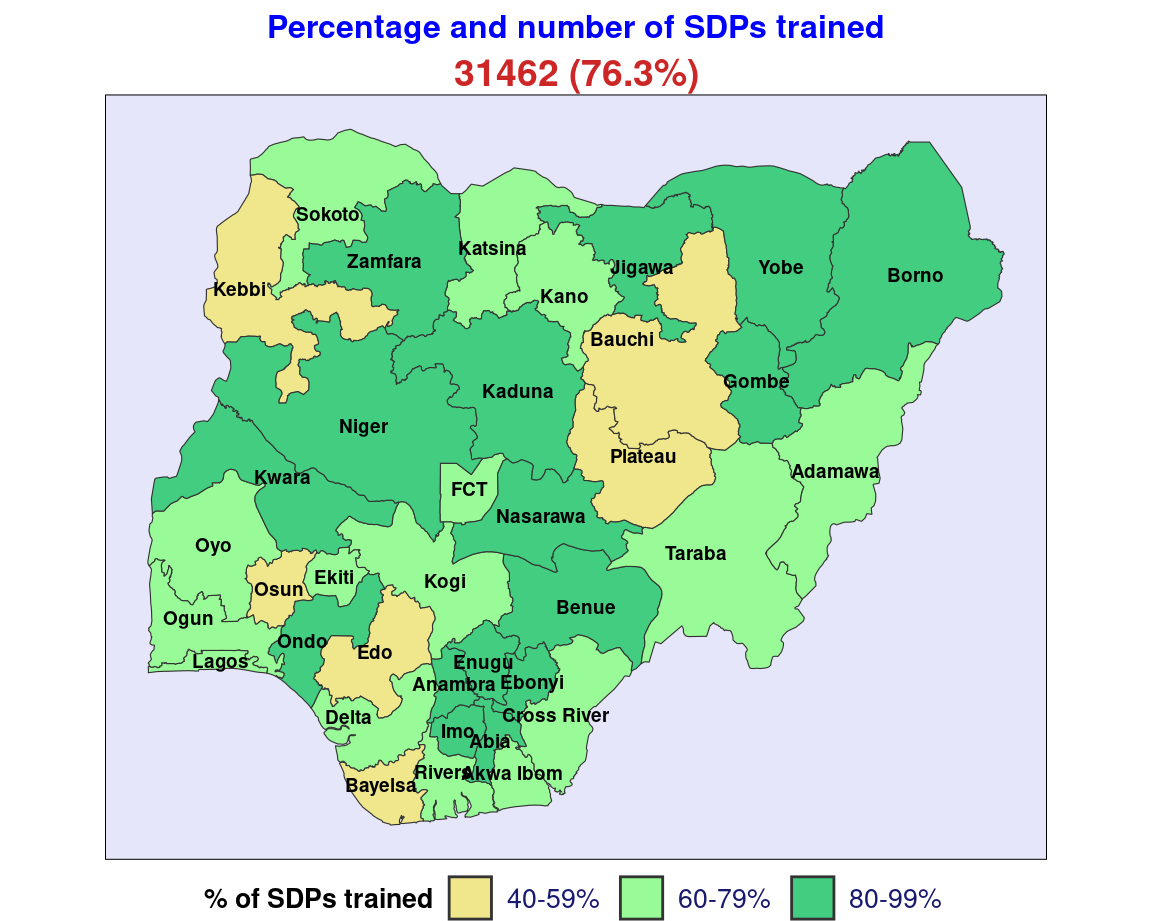 Percentage and number of SDPs trained
31462 (76.3%)
Sokoto
Katsina
Zamfara
Jigawa
Yobe
Borno
Kebbi
Kano
Bauchi
Gombe
Kaduna
Niger
Plateau
Adamawa
Kwara
FCT
Nasarawa
Oyo
Taraba
Ekiti
Kogi
Osun
Benue
Ogun
Ondo
Edo
Lagos
Enugu
Anambra
Ebonyi
Delta
Cross River
Imo
Abia
Rivers
Akwa Ibom
Bayelsa
% of SDPs trained
40-59%
60-79%
80-99%